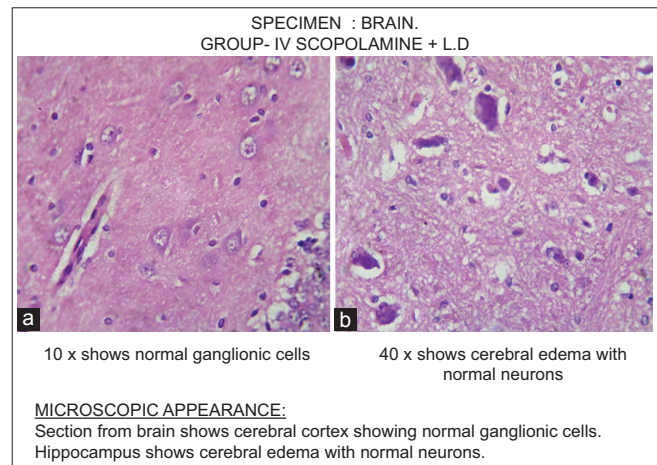 SPECIMEN : BRAIN.
GROUP- IV SCOPOLAMINE + L.D
a
b
10 x shows normal ganglionic cells
40 x shows cerebral edema with
normal neurons
MICROSCOPIC APPEARANCE:
Section from brain shows cerebral cortex showing normal ganglionic cells.
Hippocampus shows cerebral edema with normal neurons.